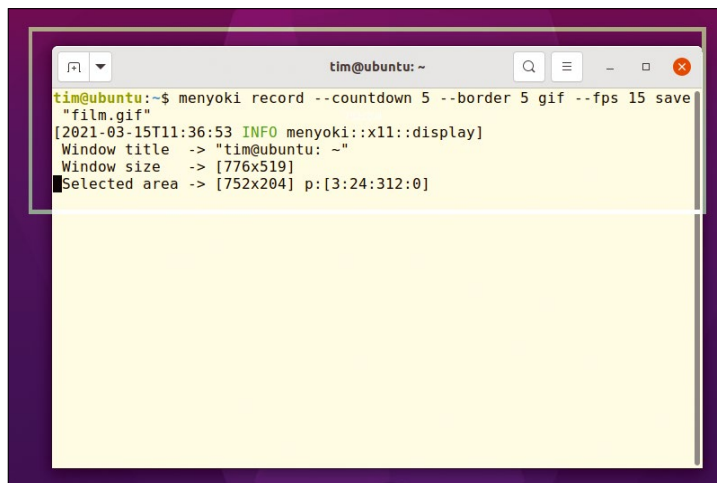 tim@ubuntu: ~
tim@ubuntu:~$ menyoki record --countdown 5 --border 5 gif --fps 15 save
"film.gif"
[2021-03-15T11:36:53 INFO menyoki::x11::display]
Window title -> "tim@ubuntu: ~"
Window size -> [776x519]
Selected area -> [752x204] p:[3:24:312:0]